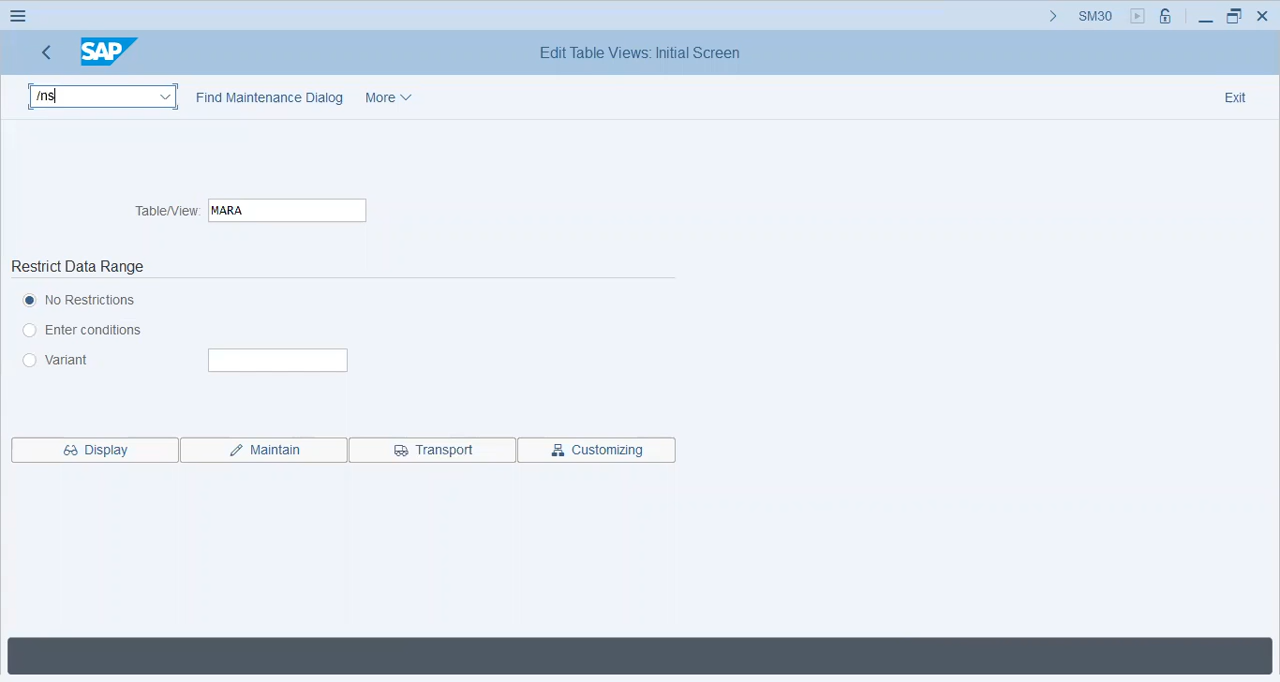 SM30
SAP
Edit Table Views: Initial Screen
/ns
Find Maintenance Dialog
More
Exit
Table/View:
MARA
Restrict Data Range
No Restrictions
Enter conditions
Variant
Display
Maintain
Transport
Customizing